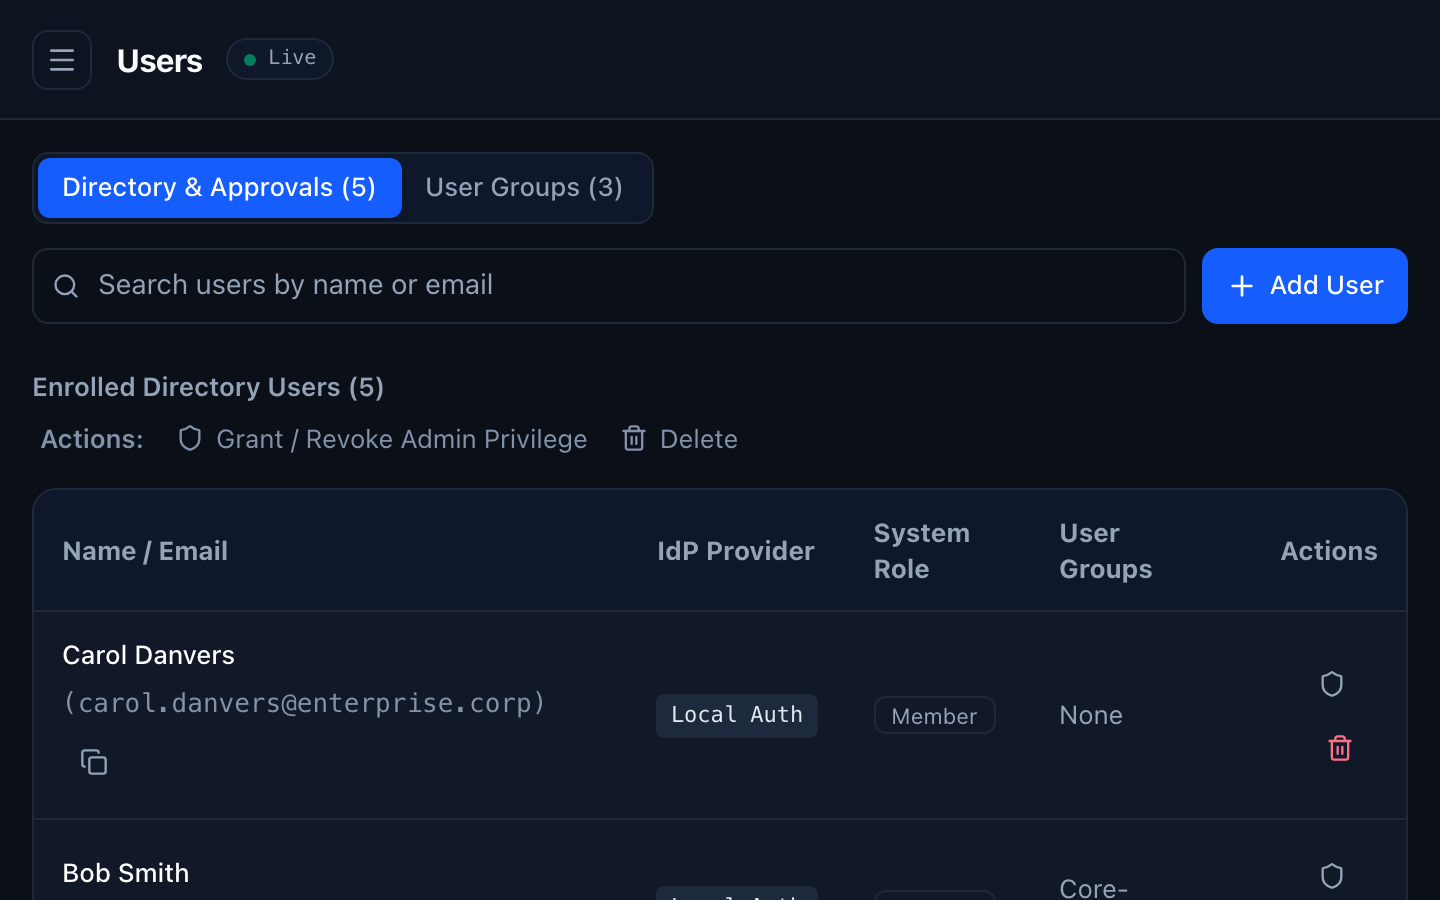 Users
Live
Directory & Approvals (5)
User Groups (3)
Search users by name or email
Add User
Enrolled Directory Users (5)
Actions:
Grant / Revoke Admin Privilege
Delete
Name / Email
IdP Provider
System
Role
User
Groups
Actions
Carol Danvers
(carol.danvers@enterprise.corp)
Local Auth
Member
None
Bob Smith
Core-